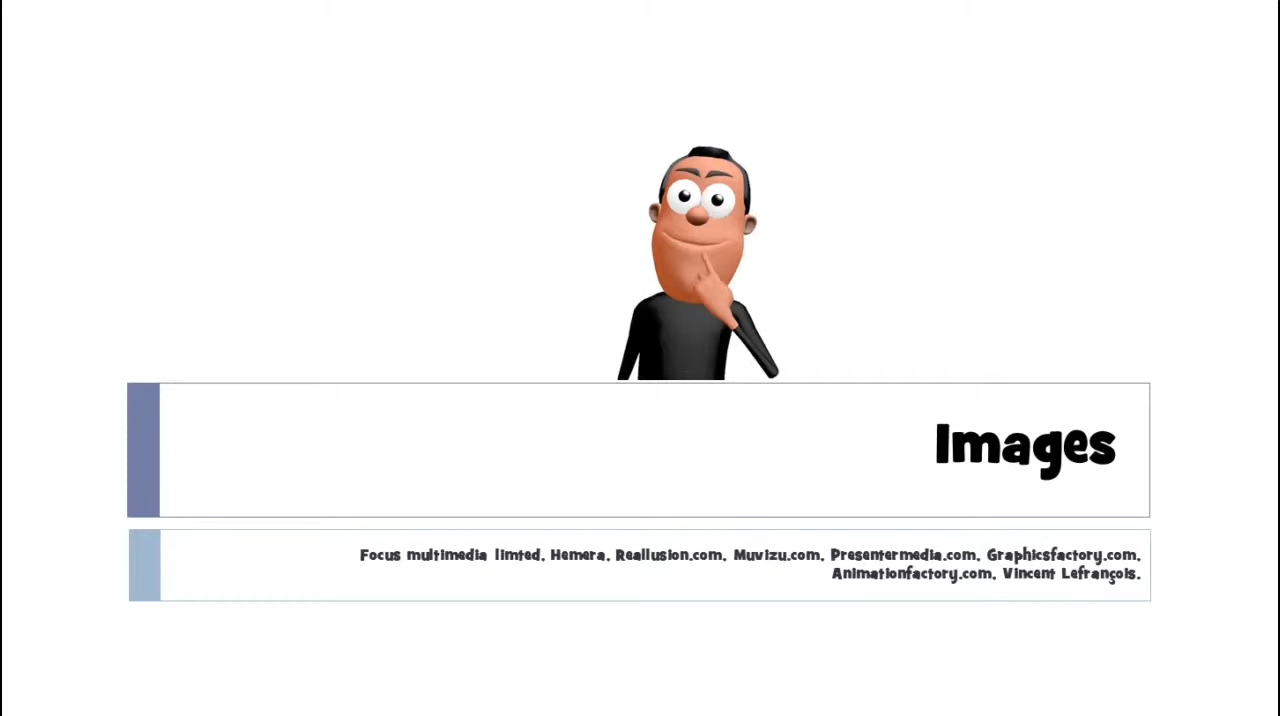 Images
Focus multimedia limted, Hemera, Reallusion.com, Muvizu.com, Presentermedia.com, Graphicsfactory.com,
Animationfactory.com, Vincent Lefrançois.